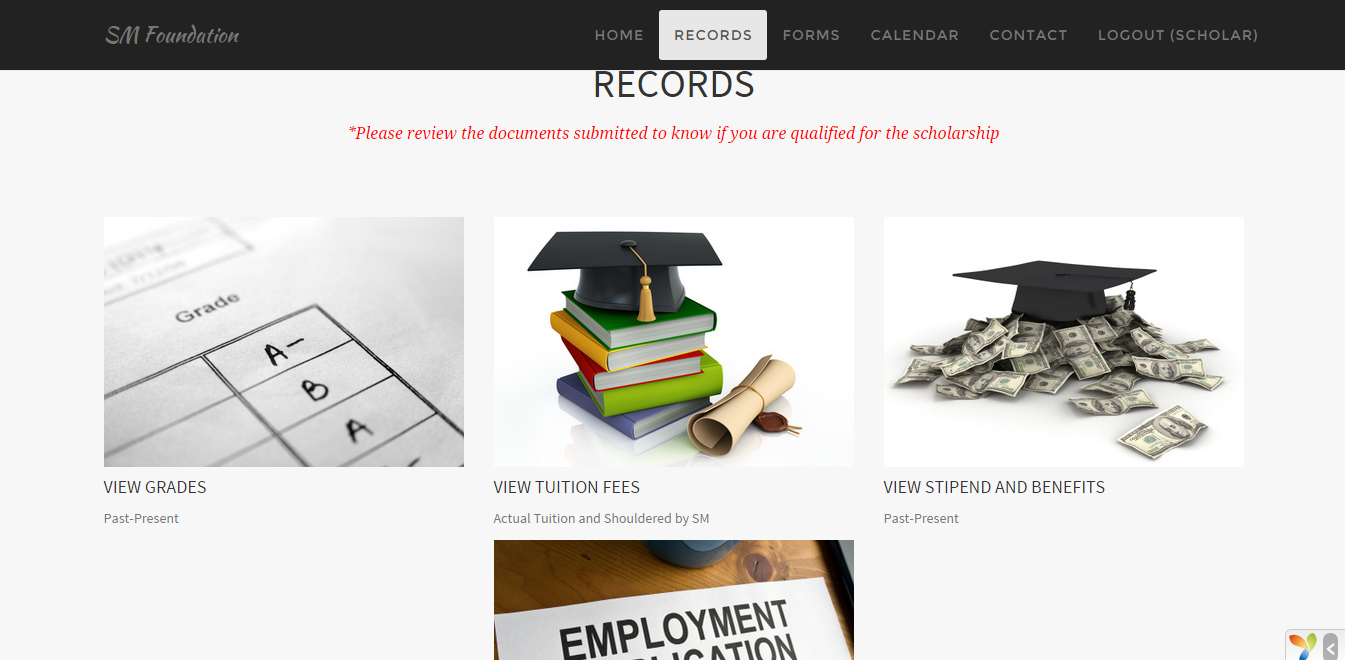 SM Foundation
HOME
RECORDS
FORMS
CALENDAR
CONTACT
LOGOUT (SCHOLAR)
RECORDS
*Please review the documents submitted to know if you are qualified for the scholarship
Grade
A-
B
A
VIEW GRADES
Past-Present
VIEW TUITION FEES
Actual Tuition and Shouldered by SM
VIEW STIPEND AND BENEFITS
Past-Present
EMPLOYMENT